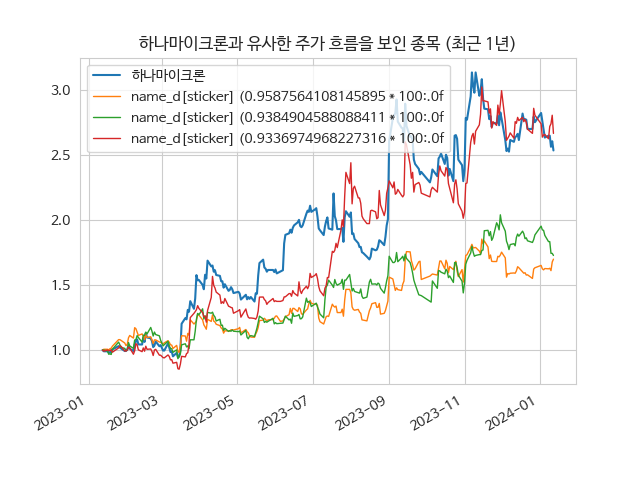 하나마이크론과 유사한 주가 흐름을 보인 종목 (최근 1년)
하나마이크론
name_d[sticker] (0.9587564108145895 * 100:.0f
name_d[sticker] (0.9384904588088411 * 100:.0f
name_d[sticker] (0.9336974968227316 * 100:.0f
3.0
2.5
2.0
1.5
1.0
2023-01
2023-03
2023-05
2023-07
2023-09
2023-11
2024-01